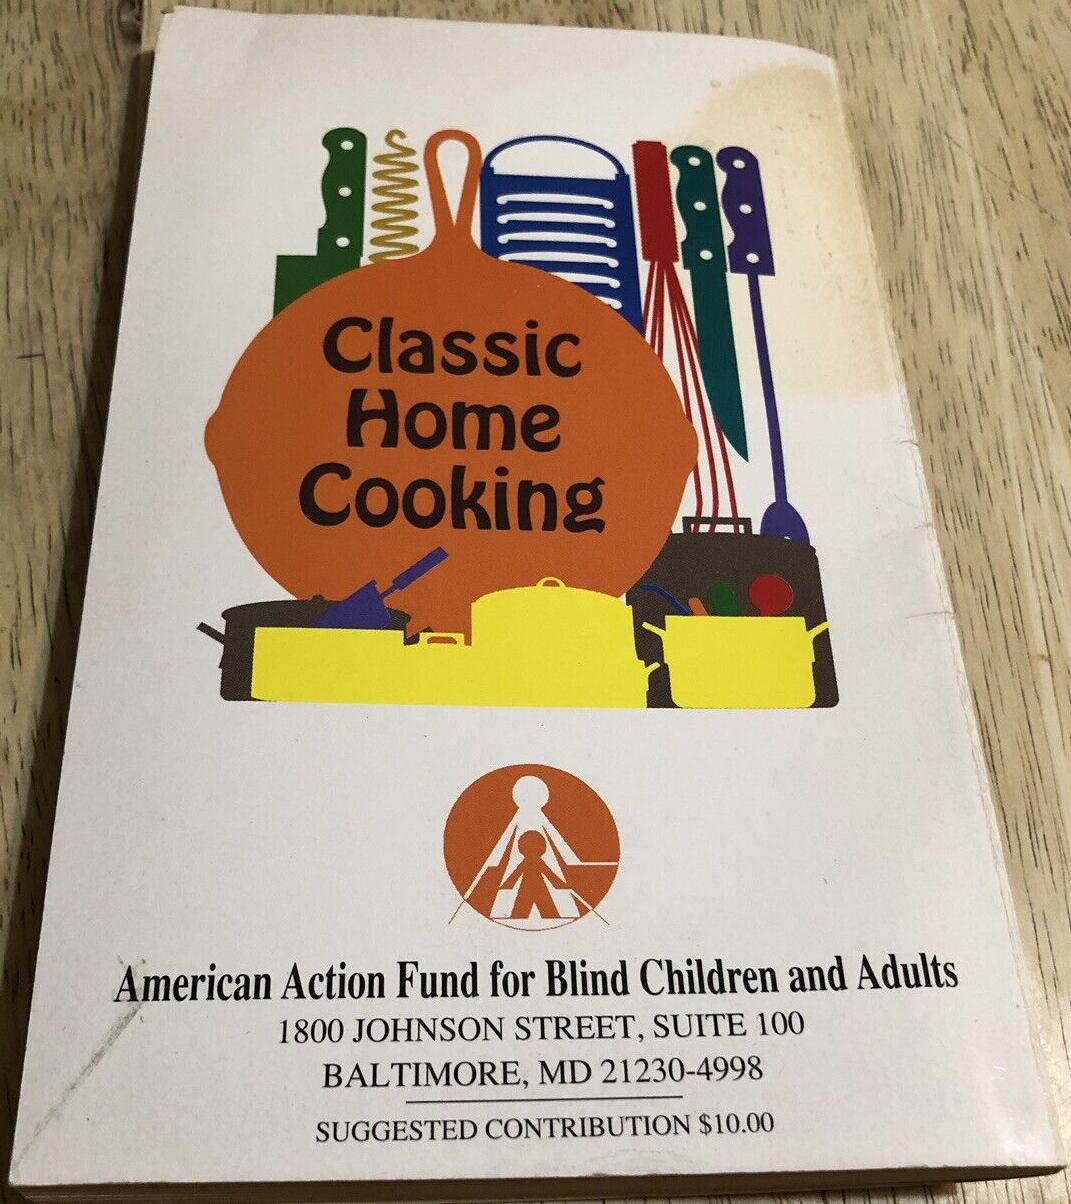 Classic
Home
Cooking
American Action Fund for Blind Children and Adults
1800 JOHNSON STREET, SUITE 100
BALTIMORE, MD 21230-4998
SUGGESTED CONTRIBUTION $10.00